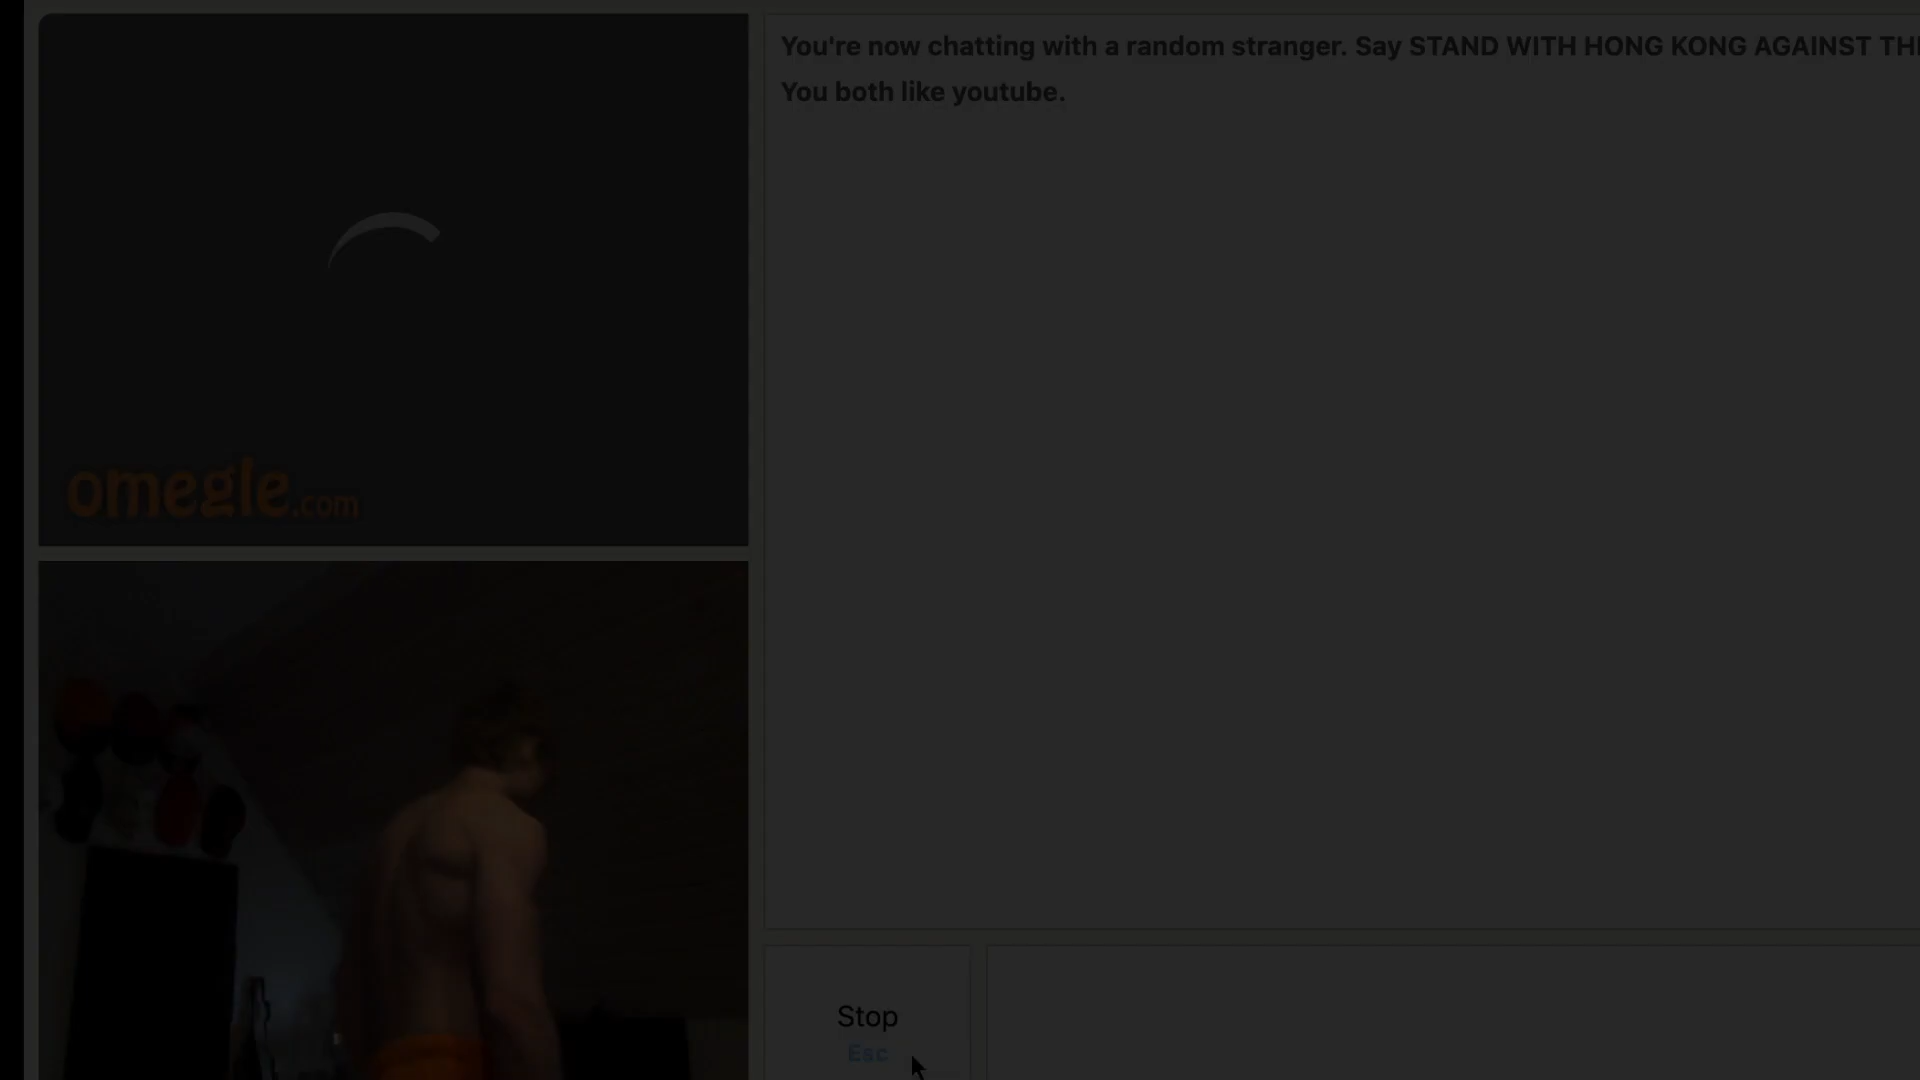 You're now chatting with a random stranger. Say STAND WITH HONG KONG AGAINST
You both like youtube.
omegle.com
Stop
Esc